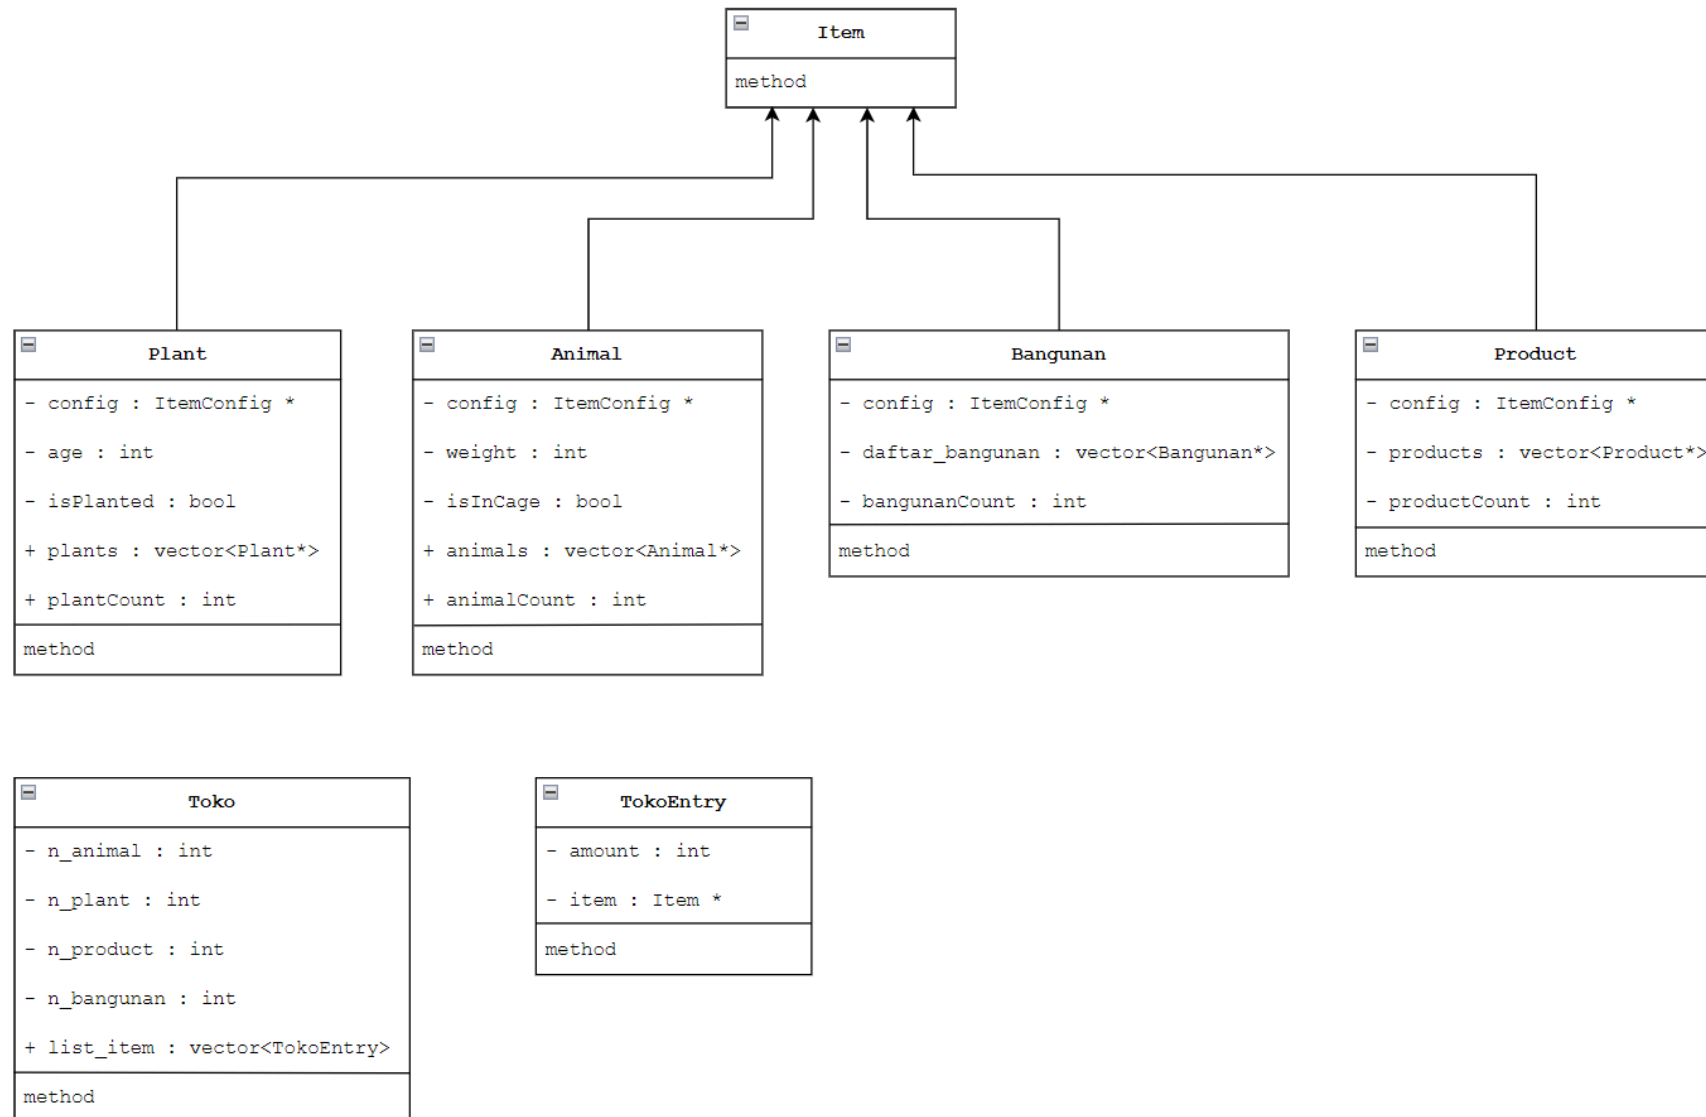 Item
method
Plant
- config : ItemConfig *
- age : int
- isPlanted : bool
+ plants : vector<Plant*>
+ plantCount : int
method
Animal
- config : ItemConfig *
- weight : int
- isInCage : bool
+ animals : vector<Animal*>
+ animalCount : int
method
Bangunan
- config : ItemConfig *
- daftar_bangunan : vector<Bangunan*>
- bangunanCount : int
method
Product
- config : ItemConfig *
- products : vector<Product*>
- productCount : int
method
Toko
- n_animal : int
- n_plant : int
- n_product : int
- n_bangunan : int
+ list_item : vector<TokoEntry>
method
TokoEntry
- amount : int
- item : Item *
method